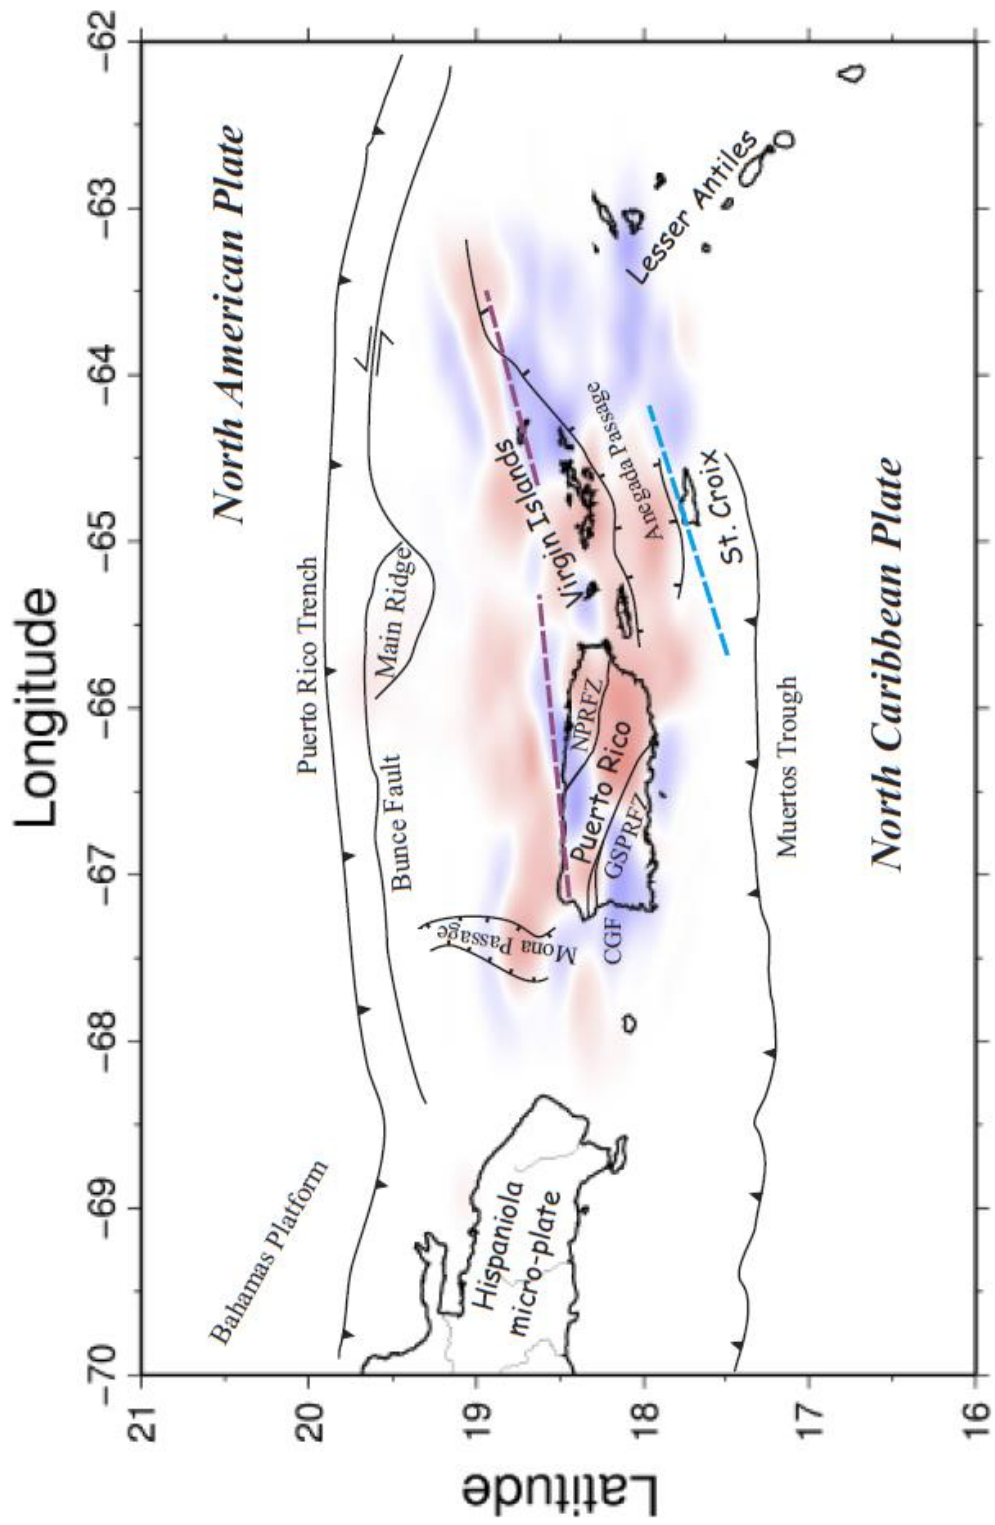 Longitude
−70
−69
−68
−67
−66
−65
−64
−63
−62
21
20
19
18
17
16
Latitude
Bahamas Platform
North American Plate
Puerto Rico Trench
Main Ridge
Bunce Fault
Mona Passage
Hispaniola
micro-plate
Virgin Islands
Anegada Passage
Lesser Antiles
NPRFZ
Puerto Rico
GSPRFZ
CGF
St. Croix
Muertos Trough
North Caribbean Plate